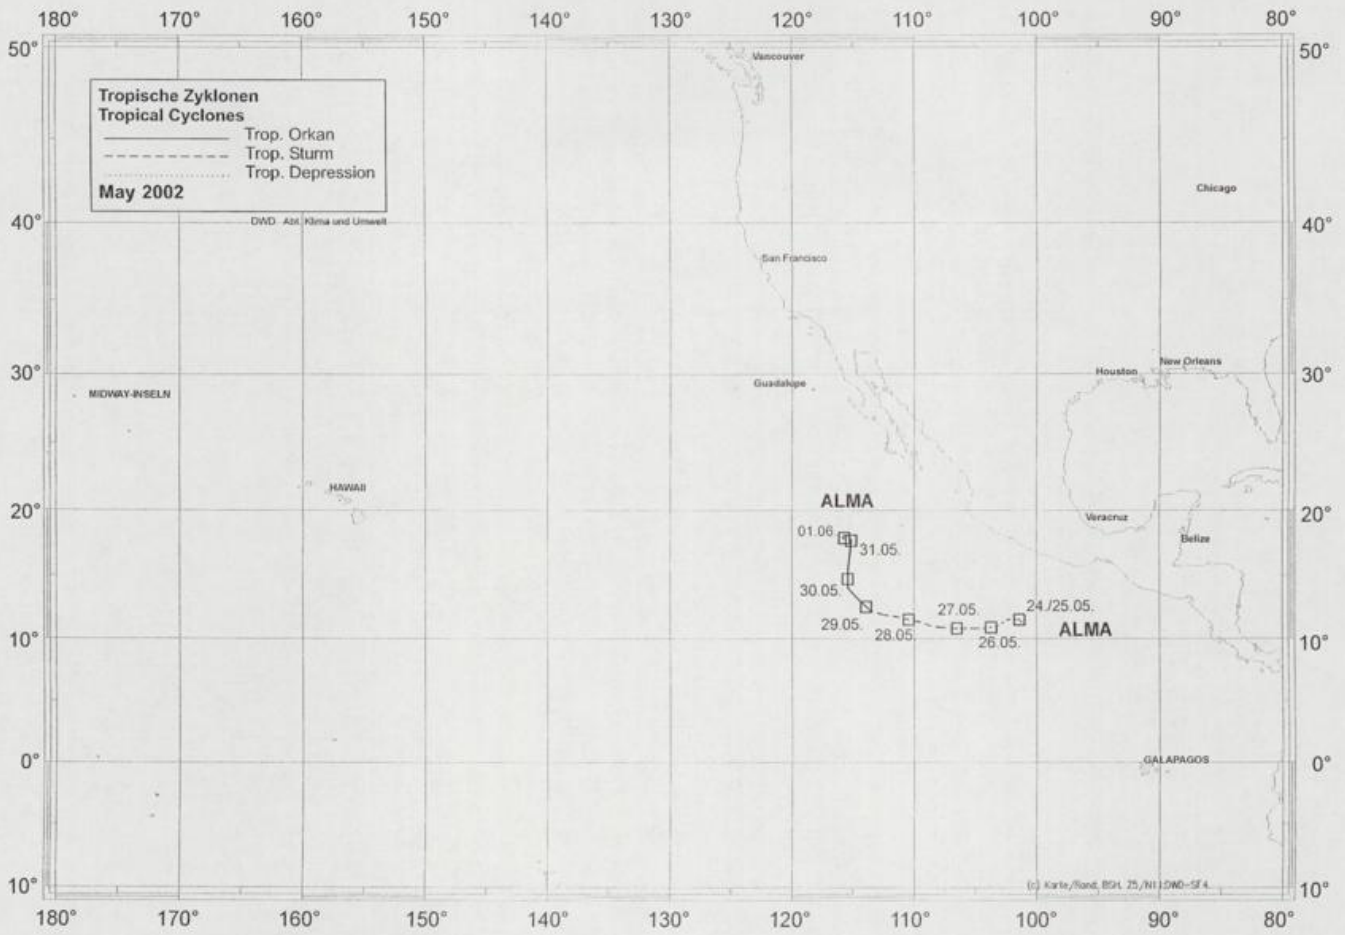 180° 170° 160° 150° 140° 130° 120° 110° 100° 90° 80°
50° 50°
Vancouver
Tropische Zyklonen
Tropical Cyclones
Trop. Orkan
Trop. Sturm
Trop. Depression
May 2002
Chicago
DWD Abt. Klima und Umwelt
40° 40°
San Francisco
New Orleans
Houston
30° 30°
Guadalupe
MIDWAY-INSELN
HAWAII
ALMA
20° 20°
Veracruz
01.06.
31.05.
Belize
30.05.
27.05.
24./25.05.
29.05.
28.05.
26.05.
ALMA
10° 10°
0° 0°
GALAPAGOS
10° 10°
(c) Karte/Rand: BSH,
180° 170° 160° 150° 140° 130° 120° 110° 100° 90° 80°